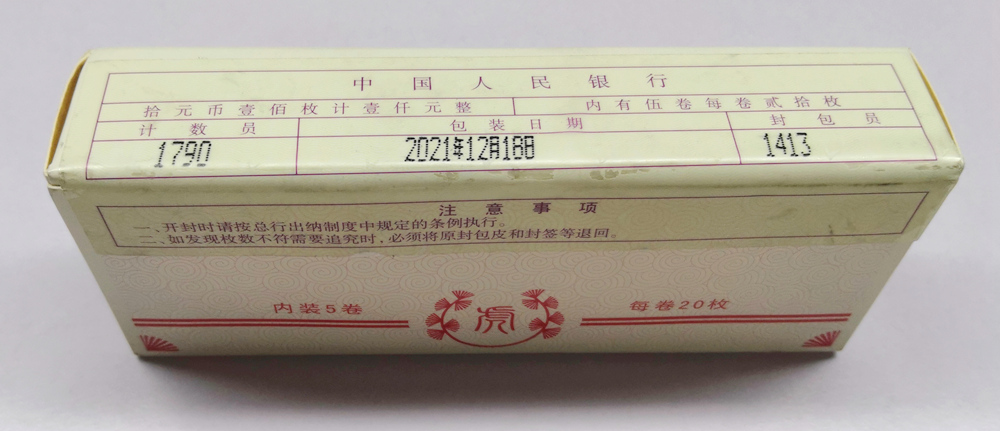 中国人民银行
拾元币壹佰枚计壹仟元整 内有伍卷每卷贰拾枚
计数员 包装日期 封包员
1790 2021年12月18日 1413
注意事项
一、开封时请按总行出纳制度中规定的条例执行。
二、如发现枚数不符需要追究时，必须将原封包皮和封签等退回。
内装5卷 虎 每卷20枚